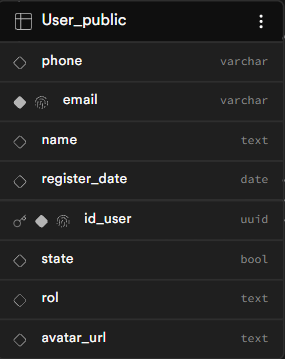 User_public
phone varchar
email varchar
name text
register_date date
id_user uuid
state bool
rol text
avatar_url text